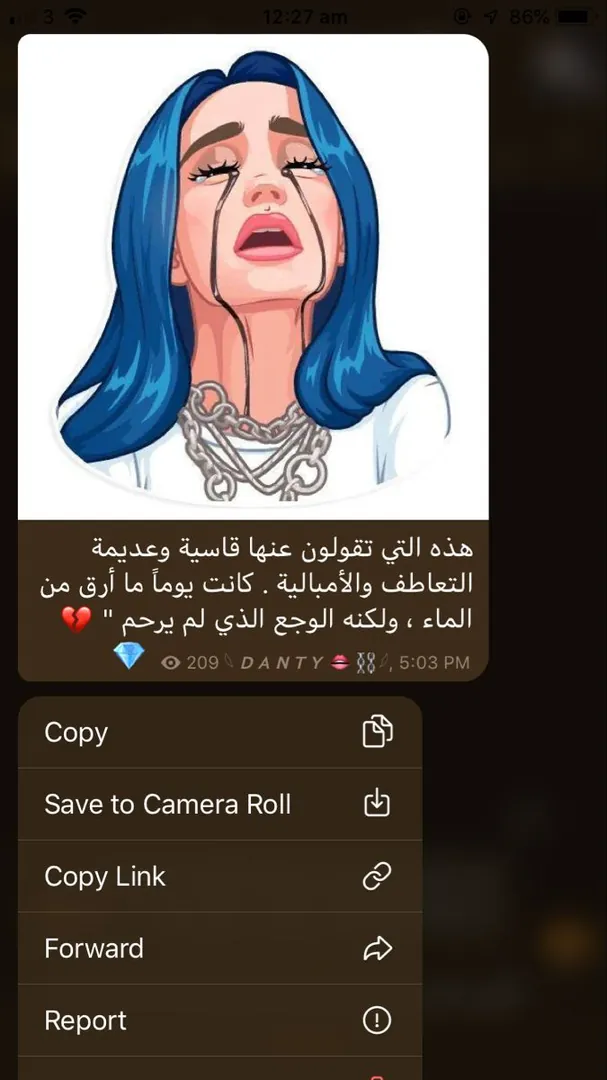 3 12:27 am 86%
هذه التي تقولون عنها قاسية وعديمة
التعاطف والأمبالية . كانت يوماً ما أرق من
الماء ، ولكنه الوجع الذي لم يرحم " 💔
💎 209 𝘿𝘼𝙉𝙏𝙔 👄⛓, 5:03 PM
Copy
Save to Camera Roll
Copy Link
Forward
Report